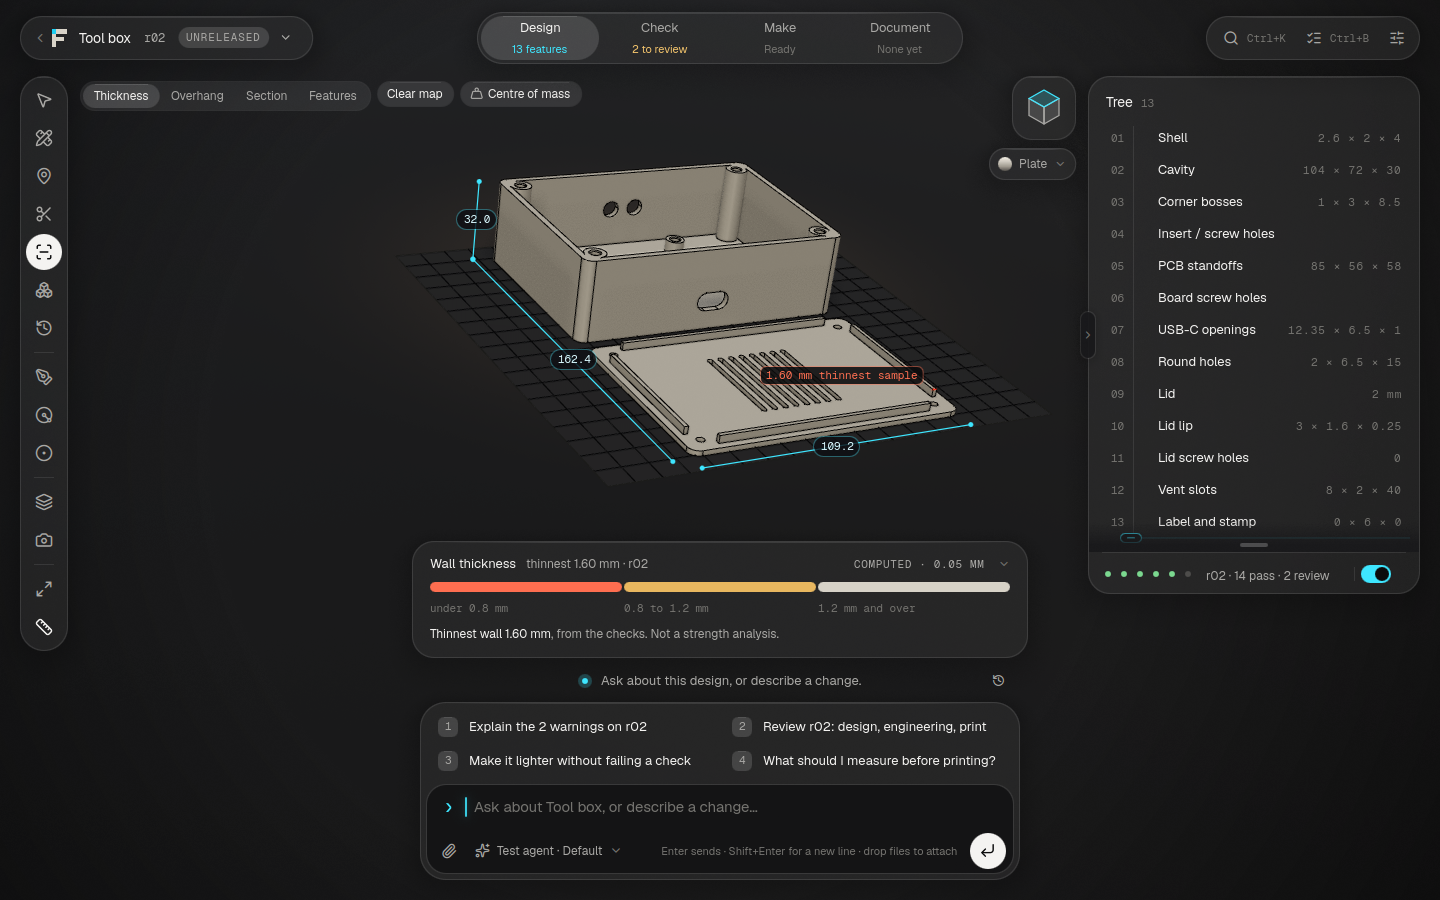 Tool box r02 UNRELEASED
Design
13 features
Check
2 to review
Make
Ready
Document
None yet
Ctrl+K
Ctrl+B
Thickness Overhang Section Features Clear map Centre of mass
Plate
32.0
162.4
1.60 mm thinnest sample
109.2
Tree 13
01 Shell 2.6 × 2 × 4
02 Cavity 104 × 72 × 30
03 Corner bosses 1 × 3 × 8.5
04 Insert / screw holes
05 PCB standoffs 85 × 56 × 58
06 Board screw holes
07 USB-C openings 12.35 × 6.5 × 1
08 Round holes 2 × 6.5 × 15
09 Lid 2 mm
10 Lid lip 3 × 1.6 × 0.25
11 Lid screw holes 0
12 Vent slots 8 × 2 × 40
13 Label and stamp 0 × 6 × 0
r02 · 14 pass · 2 review
Wall thickness thinnest 1.60 mm · r02 COMPUTED · 0.05 MM
under 0.8 mm 0.8 to 1.2 mm 1.2 mm and over
Thinnest wall 1.60 mm, from the checks. Not a strength analysis.
Ask about this design, or describe a change.
1 Explain the 2 warnings on r02
2 Review r02: design, engineering, print
3 Make it lighter without failing a check
4 What should I measure before printing?
Ask about Tool box, or describe a change...
Test agent · Default
Enter sends · Shift+Enter for a new line · drop files to attach